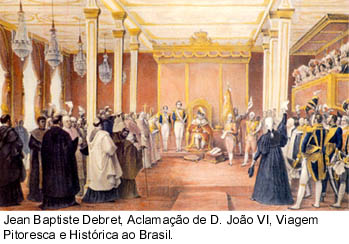 Jean Baptiste Debret, Aclamação de D. João VI, Viagem
Pitoresca e Histórica ao Brasil.